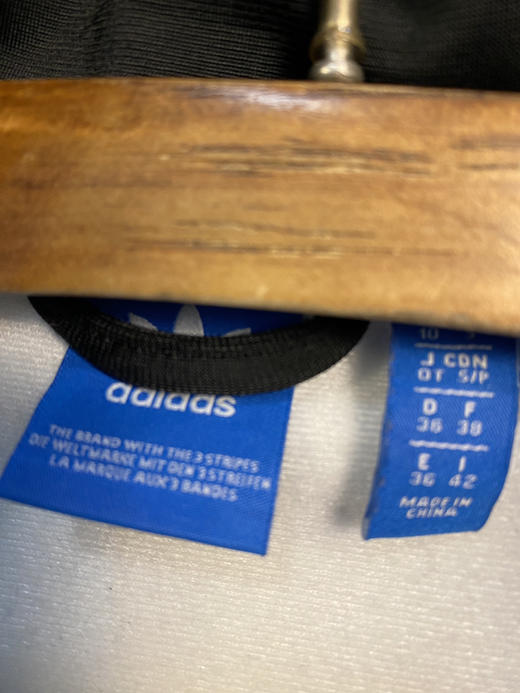 adidas
THE BRAND WITH THE 3 STRIPES
DIE WELTMARKE MIT DEN 3 STREIFEN
LA MARQUE AUX 3 BANDES
10
J CDN
OT S/P
D F
36 38
E I
36 42
MADE IN
CHINA